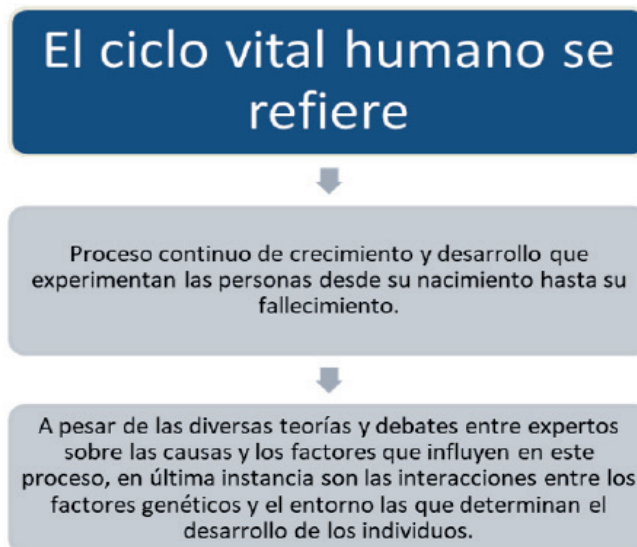 El ciclo vital humano se
refiere
Proceso continuo de crecimiento y desarrollo que
experimentan las personas desde su nacimiento hasta su
fallecimiento.
A pesar de las diversas teorías y debates entre expertos
sobre las causas y los factores que influyen en este
proceso, en última instancia son las interacciones entre los
factores genéticos y el entorno las que determinan el
desarrollo de los individuos.